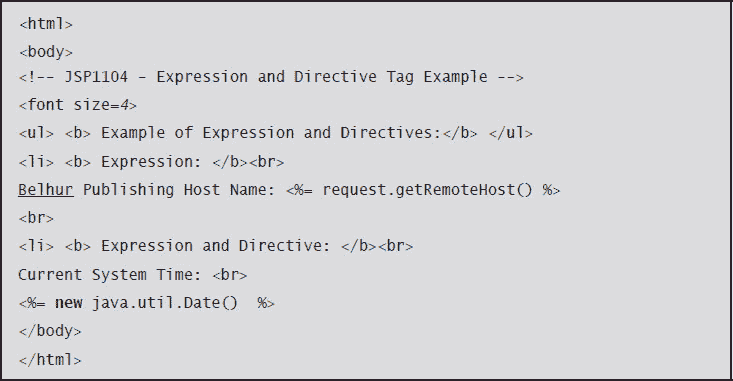 <html>
<body>
<!-- JSP1104 - Expression and Directive Tag Example -->
<font size=4>
<ul> <b> Example of Expression and Directives:</b> </ul>
<li> <b> Expression: </b><br>
Belhur Publishing Host Name: <%= request.getRemoteHost() %>
<br>
<li> <b> Expression and Directive: </b><br>
Current System Time: <br>
<%= new java.util.Date()  %>
</body>
</html>